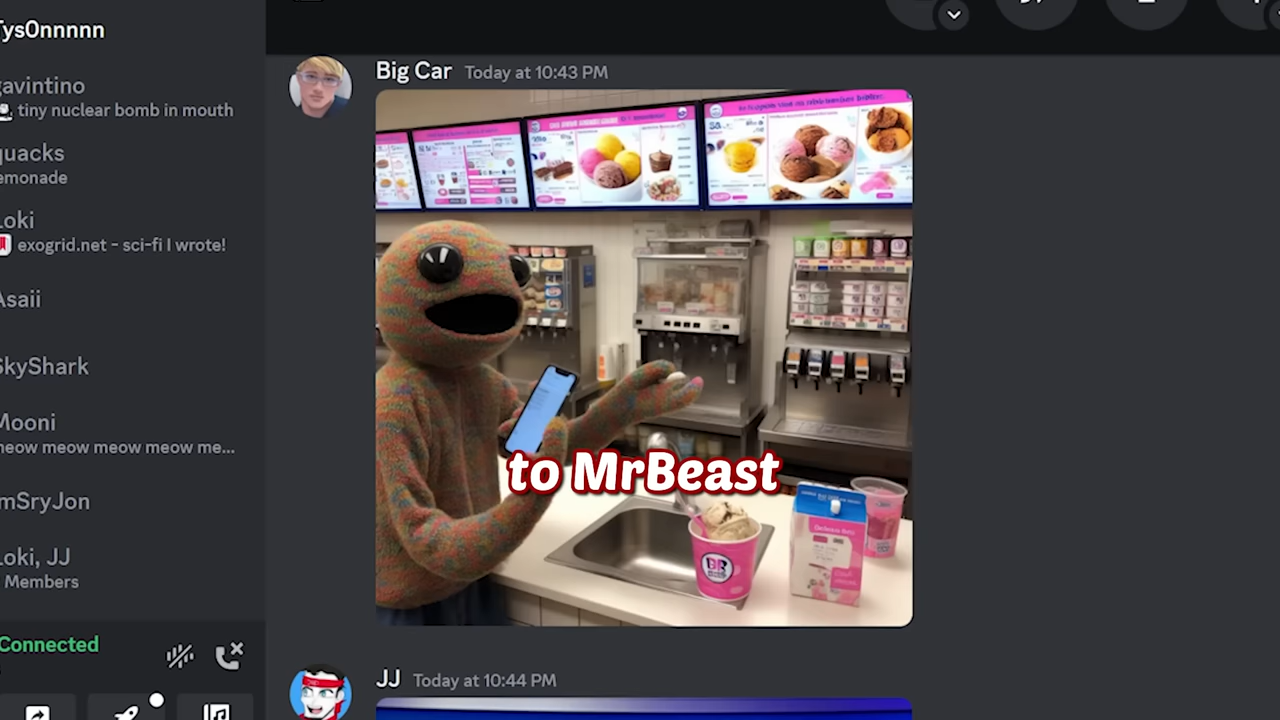 Tys0nnnnn
gavintino
tiny nuclear bomb in mouth
quacks
emonade
Loki
exogrid.net - sci-fi I wrote!
Asaii
SkyShark
Mooni
meow meow meow meow me...
mSryJon
Loki, JJ
Members
Connected
Big Car Today at 10:43 PM
to MrBeast
BR
JJ Today at 10:44 PM